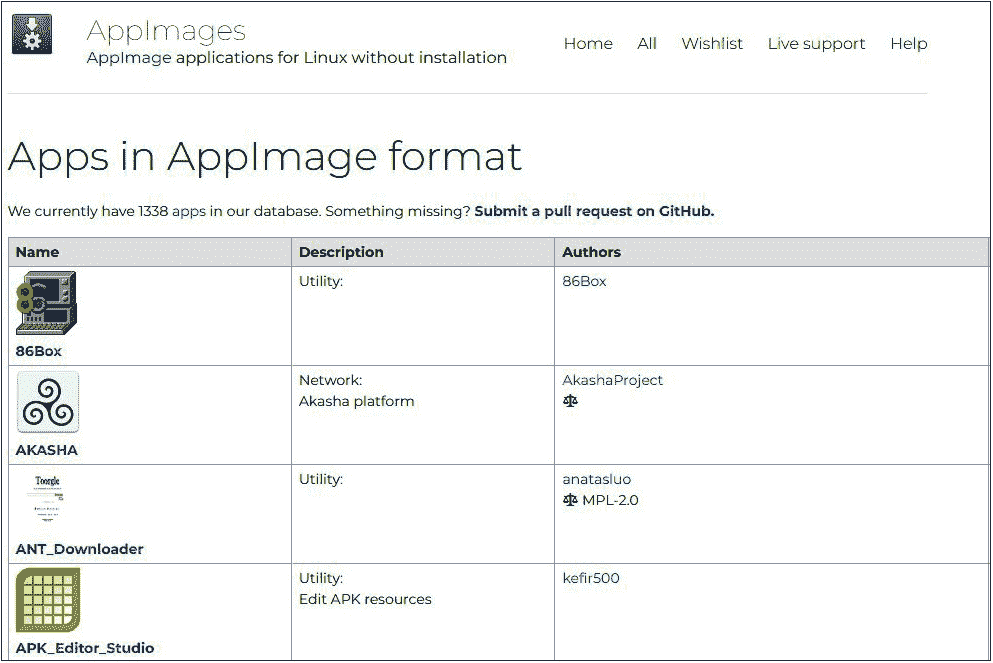 AppImages
AppImage applications for Linux without installation
Home All Wishlist Live support Help
Apps in AppImage format
We currently have 1338 apps in our database. Something missing? Submit a pull request on GitHub.
Name Description Authors
Utility: 86Box
86Box
Network: AkashaProject
Akasha platform
AKASHA
Toorgle
Utility: anatasluo
MPL-2.0
ANT_Downloader
Utility: kefir500
Edit APK resources
APK_Editor_Studio